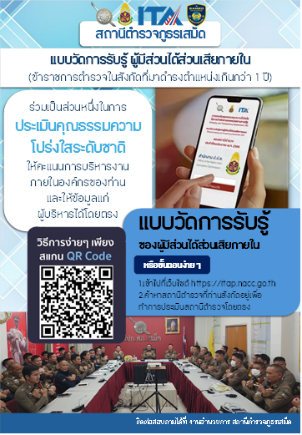 ITA
สถานีตำรวจภูธรเสม็ด
แบบวัดการรับรู้ ผู้มีส่วนได้ส่วนเสียภายใน
(ข้าราชการตำรวจในสังกัดที่มาดำรงตำแหน่งเกินกว่า 1 ปี)
ร่วมเป็นส่วนหนึ่งในการ
ประเมินคุณธรรมความ
โปร่งใสระดับชาติ
ให้คะแนนการบริหารงาน
ภายในองค์กรของท่าน
และให้ข้อมูลแก่
ผู้บริหารได้โดยตรง
วิธีการง่ายๆ เพียง
สแกน QR Code
แบบวัดการรับรู้
ของผู้มีส่วนได้ส่วนเสียภายใน
หรือขั้นตอนง่าย ๆ
1.เข้าไปที่เว็บไซต์ https://itap.nacc.go.th
2.ค้นหาสถานีตำรวจที่ท่านสังกัดอยู่เพื่อ
ทำการประเมินสถานีตำรวจโดยตรง
ติดต่อสอบถามได้ที่ งานอำนวยการ สถานีตำรวจภูธรเสม็ด